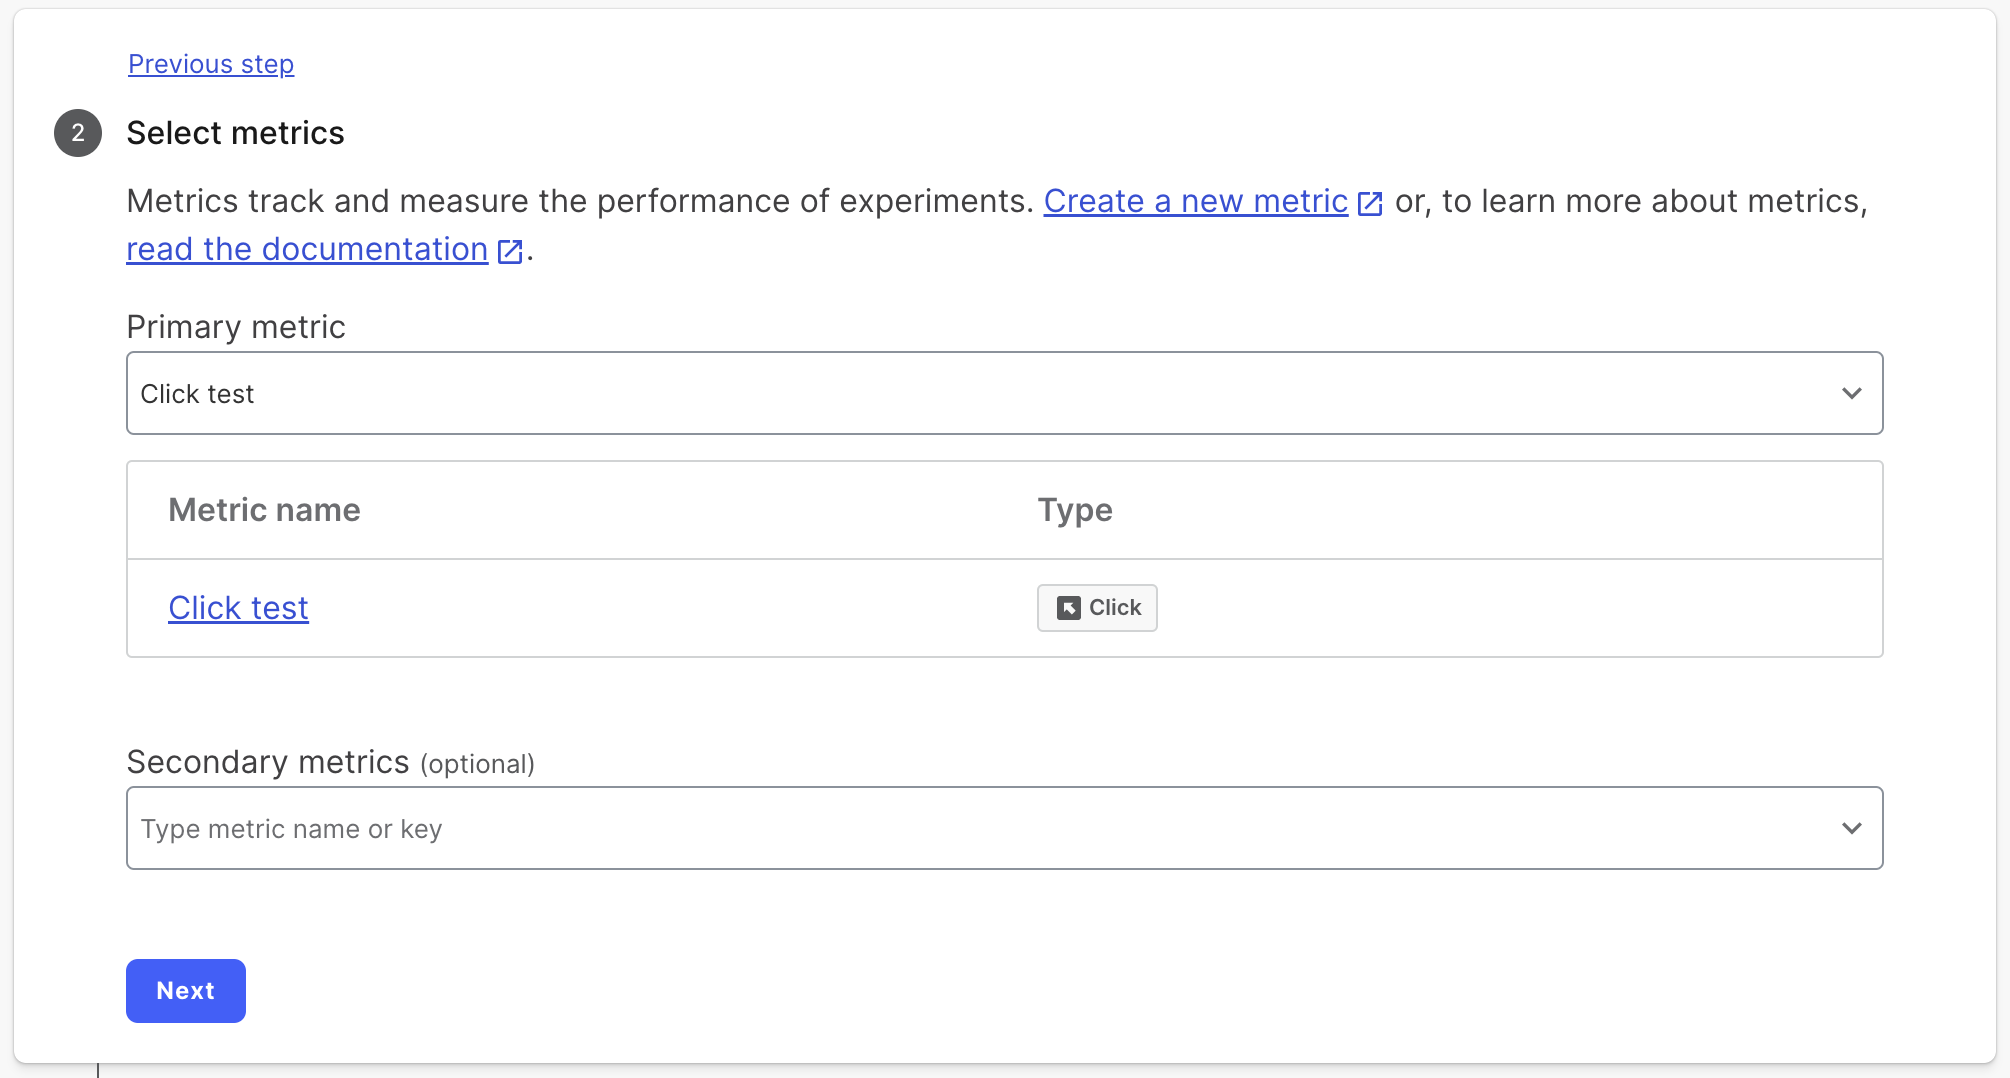 Previous step
2 Select metrics
Metrics track and measure the performance of experiments. Create a new metric or, to learn more about metrics,
read the documentation.
Primary metric
Click test
Metric name Type
Click test Click
Secondary metrics (optional)
Type metric name or key
Next